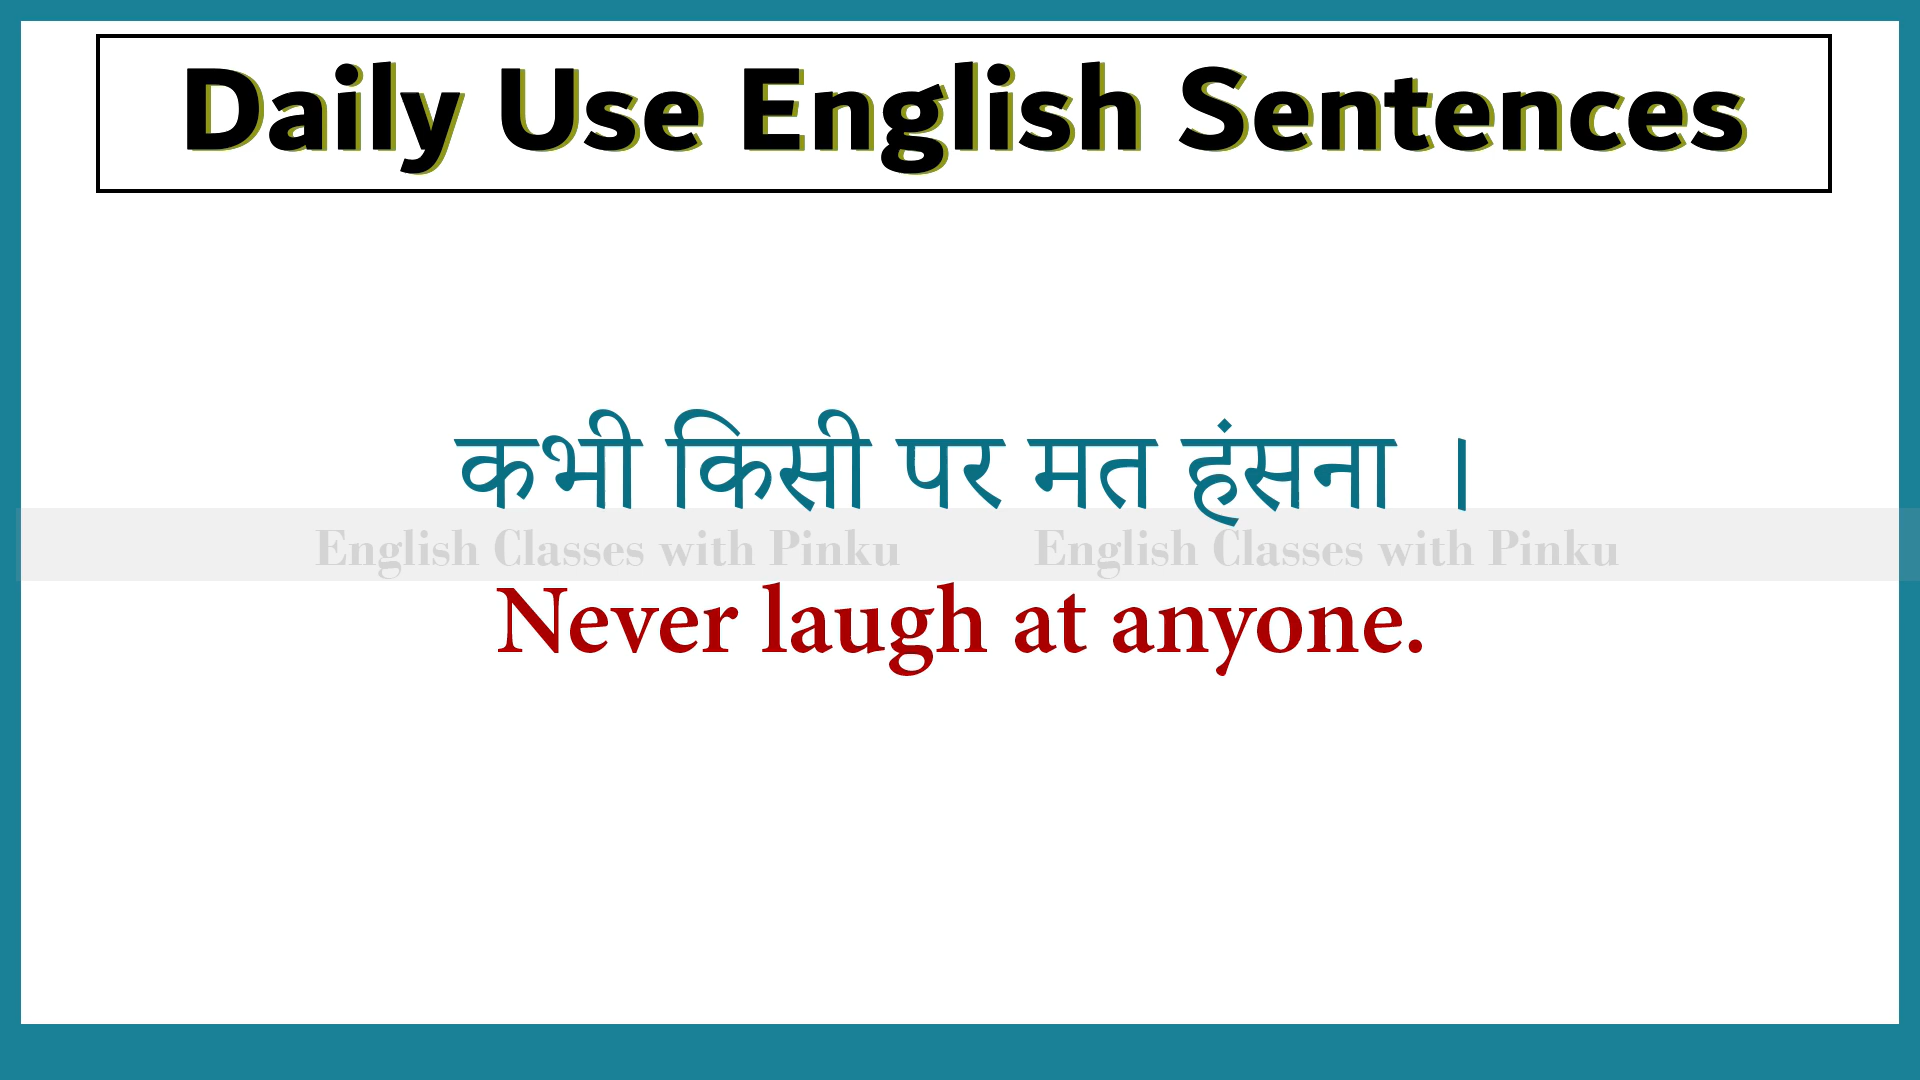 Daily Use English Sentences
कभी किसी पर मत हंसना ।
English Classes with Pinku English Classes with Pinku
Never laugh at anyone.